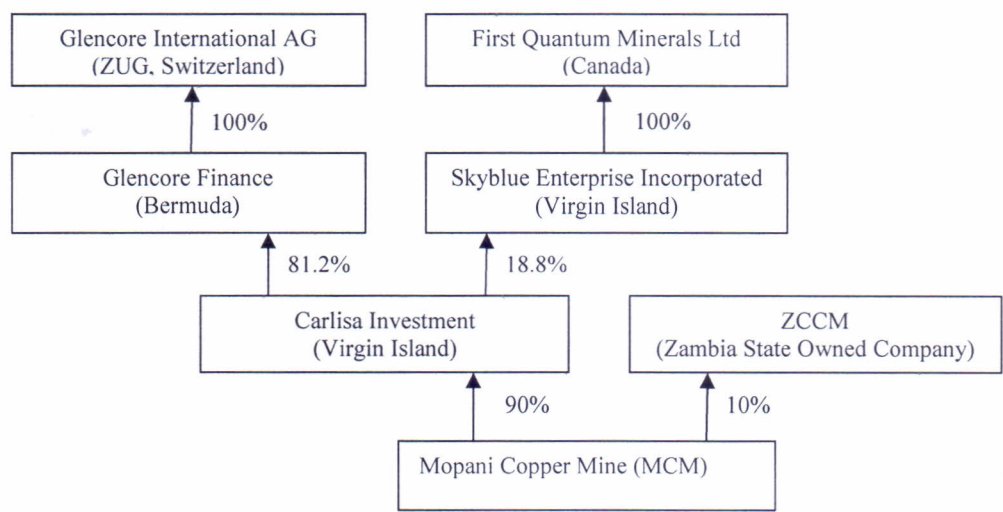 Glencore International AG
(ZUG, Switzerland)
First Quantum Minerals Ltd
(Canada)
100%
100%
Glencore Finance
(Bermuda)
Skyblue Enterprise Incorporated
(Virgin Island)
81.2%
18.8%
Carlisa Investment
(Virgin Island)
ZCCM
(Zambia State Owned Company)
90%
10%
Mopani Copper Mine (MCM)